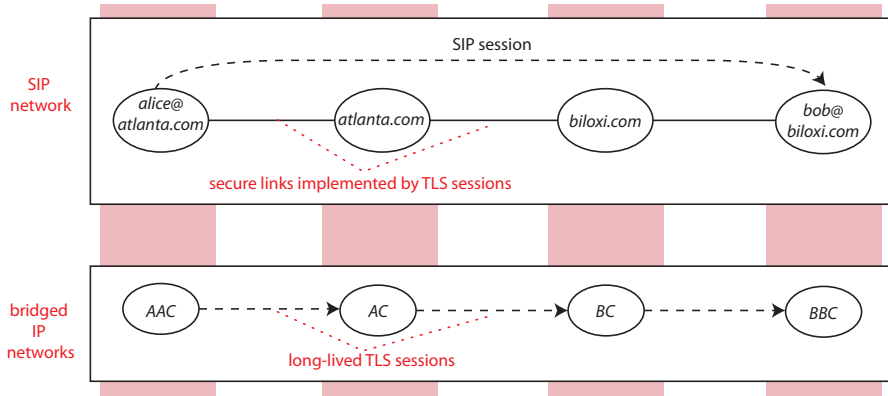 SIP session
SIP
network
alice@
atlanta.com
atlanta.com
biloxi.com
bob@
biloxi.com
secure links implemented by TLS sessions
bridged
IP
networks
AAC
AC
BC
BBC
long-lived TLS sessions